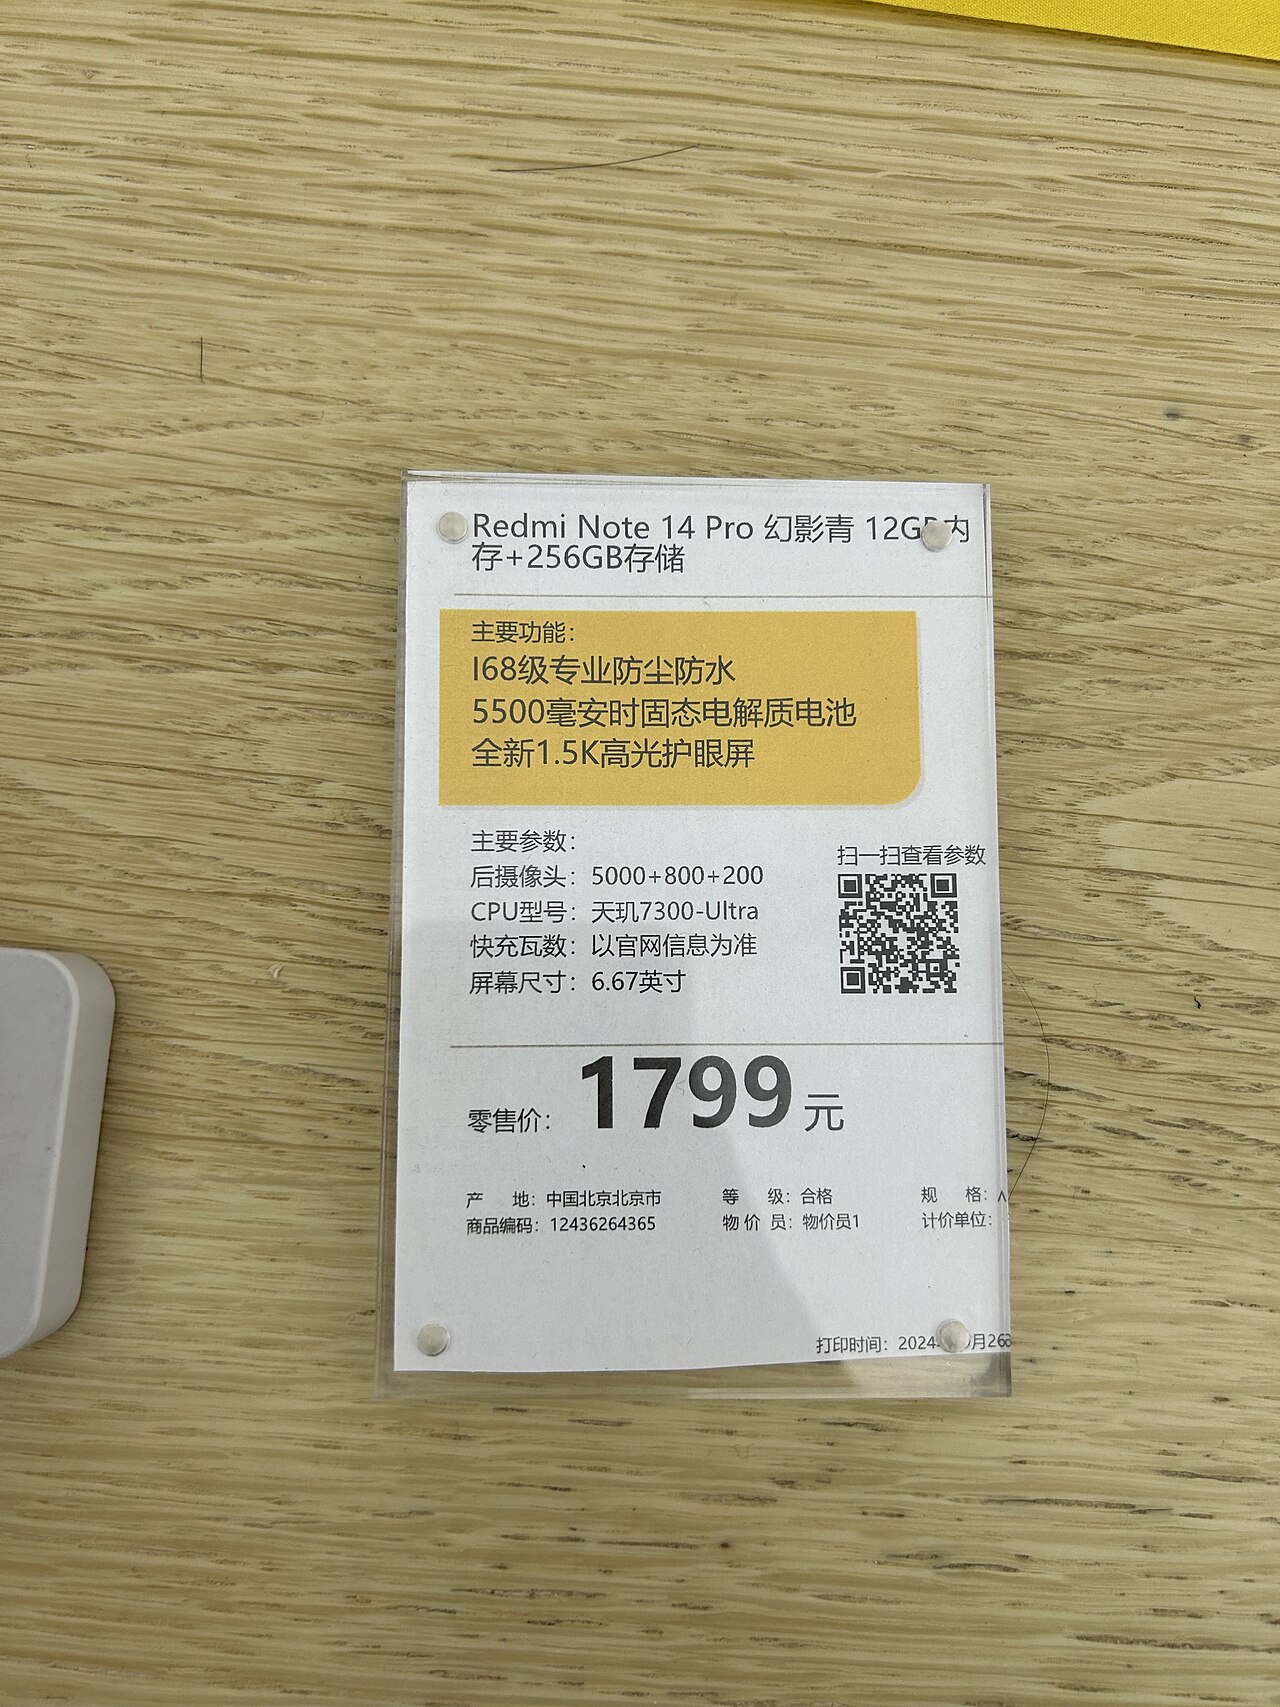 Redmi Note 14 Pro 幻影青 12GB内
存+256GB存储
主要功能：
I68级专业防尘防水
5500毫安时固态电解质电池
全新1.5K高光护眼屏
主要参数：
后摄像头：5000+800+200
CPU型号：天玑7300-Ultra
快充瓦数：以官网信息为准
屏幕尺寸：6.67英寸
扫一扫查看参数
零售价：1799元
产 地：中国北京北京市 等 级：合格 规 格：
商品编码：12436264365 物 价 员：物价员1 计价单位：
打印时间：2024